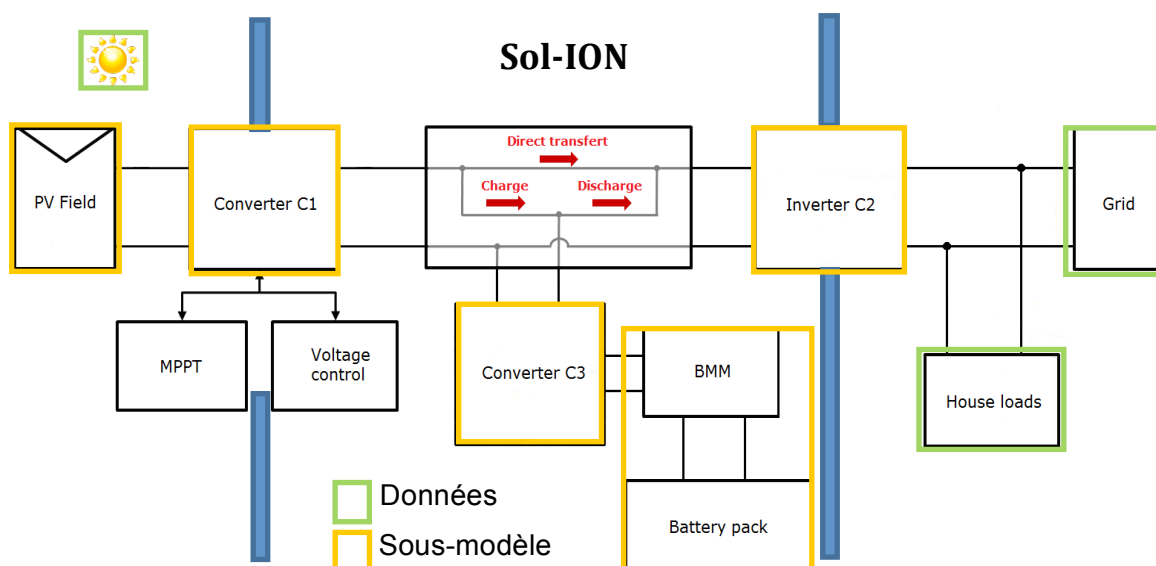 Sol-ION
Direct transfert
Charge
Discharge
PV Field
Converter C1
Inverter C2
Grid
MPPT
Voltage
control
Converter C3
BMM
House loads
Battery pack
Données
Sous-modèle